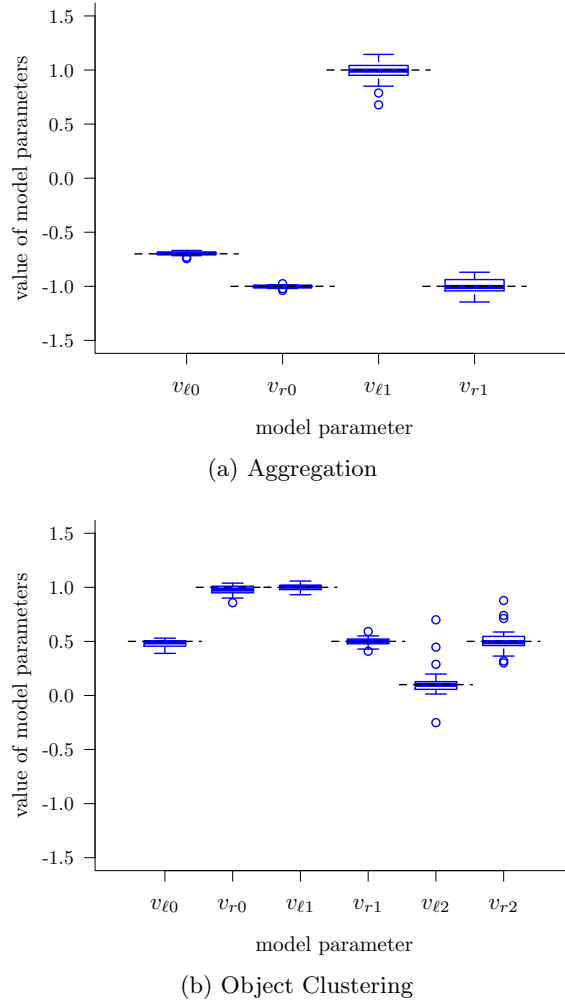 1.5
1.0
0.5
0.0
-0.5
-1.0
-1.5
value of model parameters
vℓ0 vr0 vℓ1 vr1
model parameter
(a) Aggregation
1.5
1.0
0.5
0.0
-0.5
-1.0
-1.5
value of model parameters
vℓ0 vr0 vℓ1 vr1 vℓ2 vr2
model parameter
(b) Object Clustering